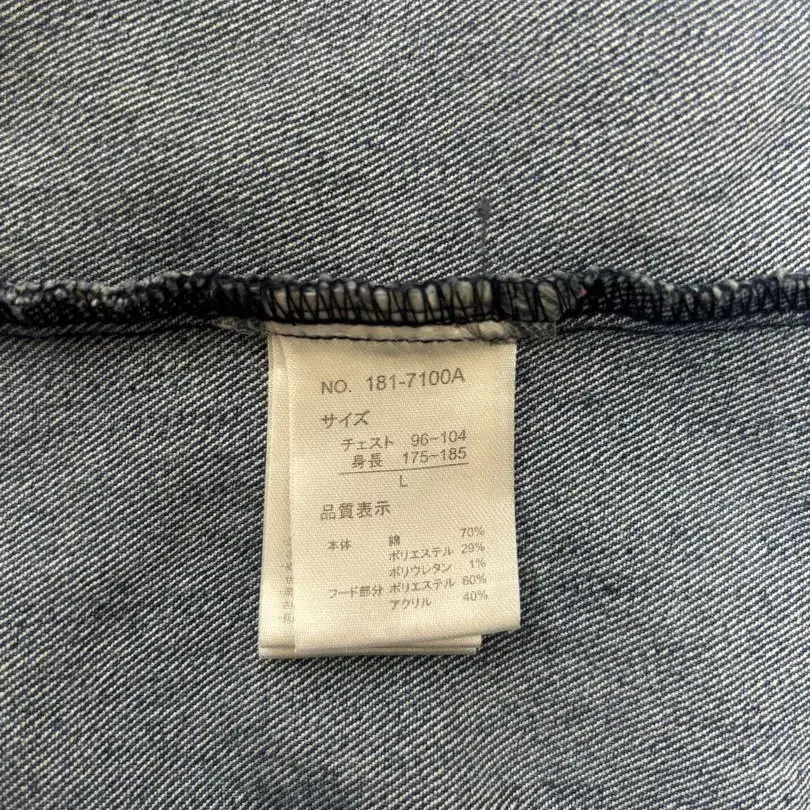 NO. 181-7100A
サイズ
チェスト 96-104
身長 175-185
L
品質表示
本体 綿 70%
ポリエステル 29%
ポリウレタン 1%
フード部分 ポリエステル 60%
アクリル 40%